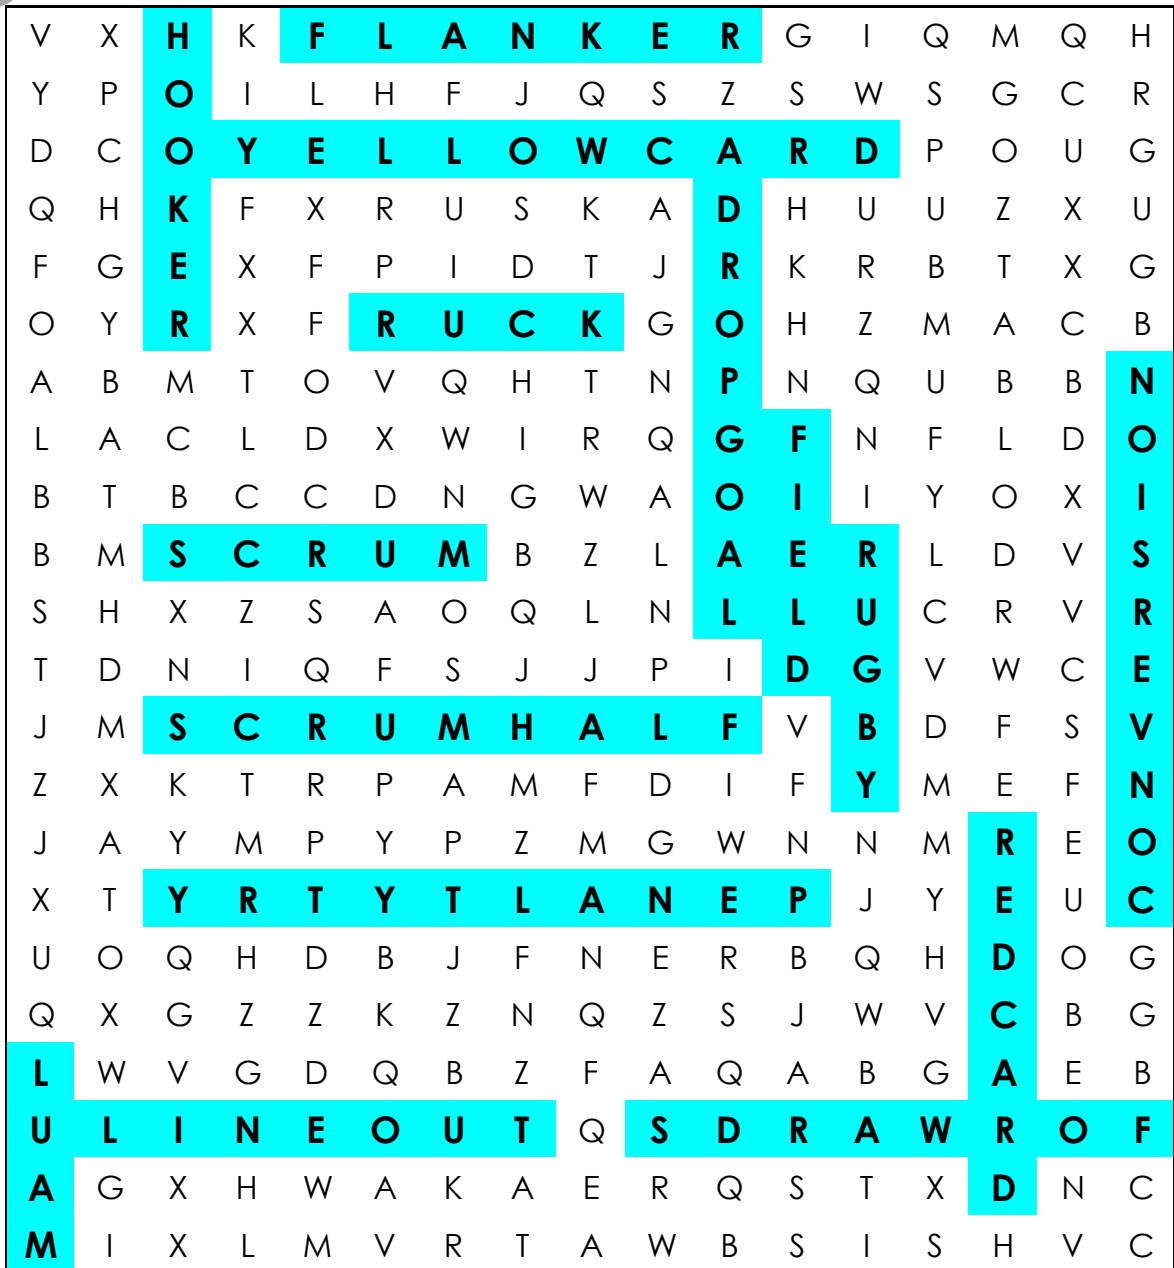 V X H K F L A N K E R G I Q M Q H
Y P O I L H F J Q S Z S W S G C R
D C O Y E L L O W C A R D P O U G
Q H K F X R U S K A D H U U Z X U
F G E X F P I D T J R K R B T X G
O Y R X F R U C K G O H Z M A C B
A B M T O V Q H T N P N Q U B B N
L A C L D X W I R Q G F N F L D O
B T B C C D N G W A O I I Y O X I
B M S C R U M B Z L A E R L D V S
S H X Z S A O Q L N L L U C R V R
T D N I Q F S J J P I D G V W C E
J M S C R U M H A L F V B D F S V
Z X K T R P A M F D I F Y M E F N
J A Y M P Y P Z M G W N N M R E O
X T Y R T Y T L A N E P J Y E U C
U O Q H D B J F N E R B Q H D O G
Q X G Z Z K Z N Q Z S J W V C B G
L W V G D Q B Z F A Q A B G A E B
U L I N E O U T Q S D R A W R O F
A G X H W A K A E R Q S T X D N C
M I X L M V R T A W B S I S H V C